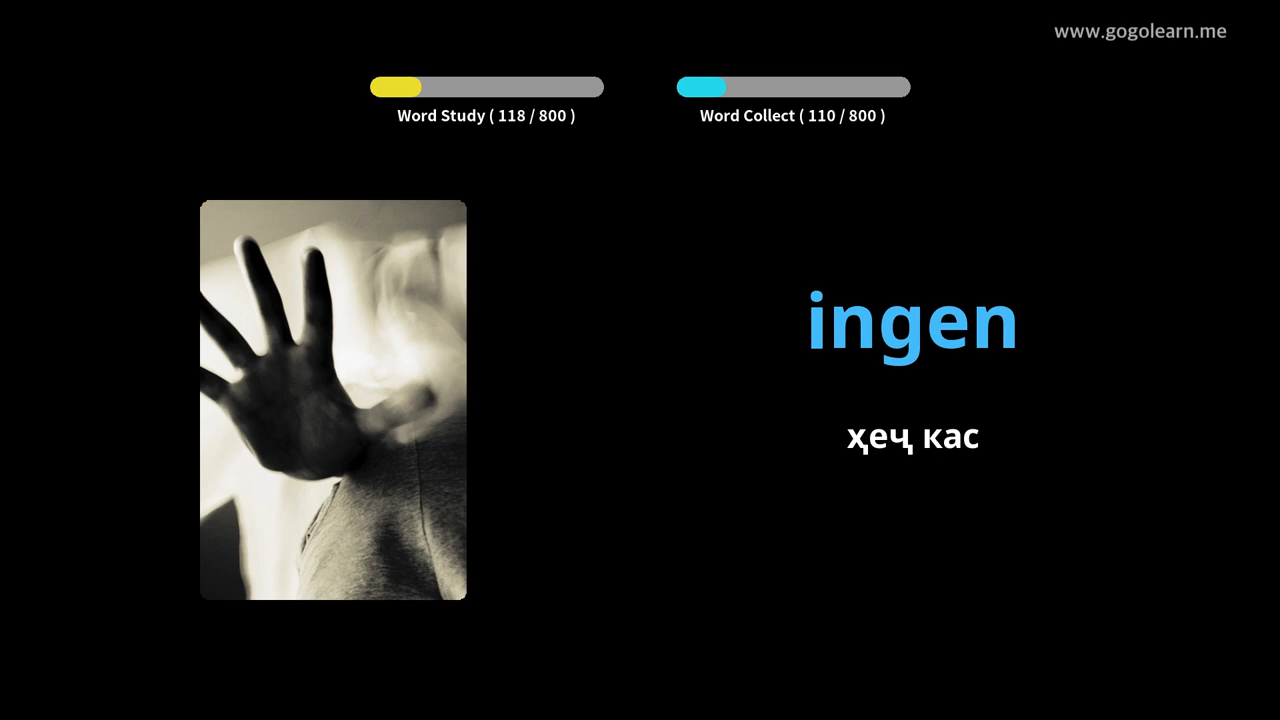 www.gogolearn.me
Word Study ( 118 / 800 )
Word Collect ( 110 / 800 )
ingen
ҳеҷ кас